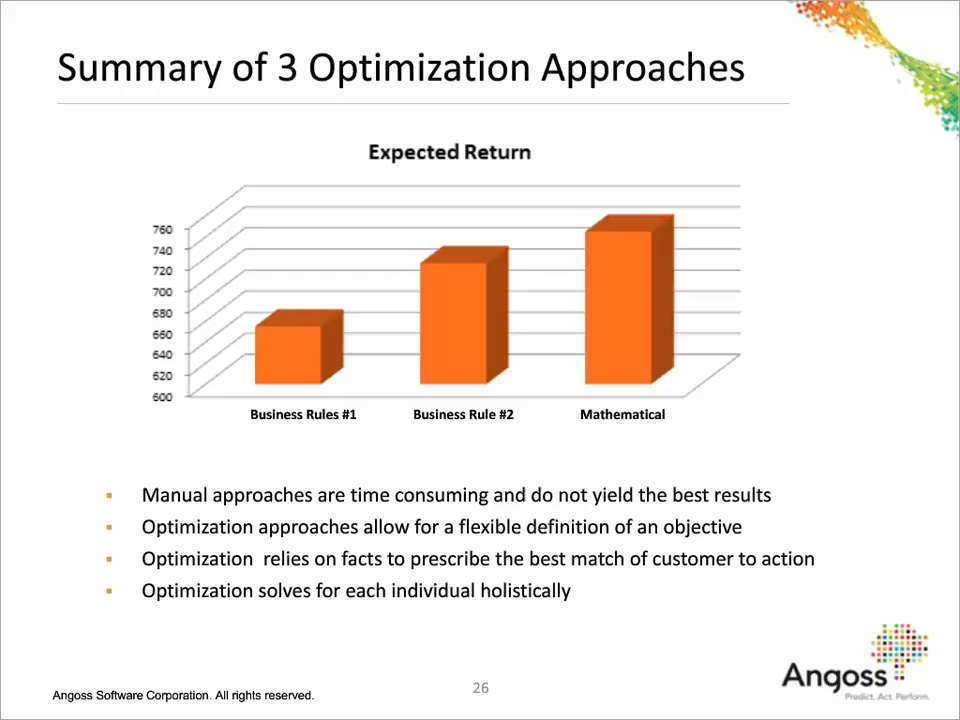 Summary of 3 Optimization Approaches
Expected Return
760
740
720
700
680
660
640
620
600
Business Rules #1
Business Rule #2
Mathematical
Manual approaches are time consuming and do not yield the best results
Optimization approaches allow for a flexible definition of an objective
Optimization  relies on facts to prescribe the best match of customer to action
Optimization solves for each individual holistically
Angoss Software Corporation. All rights reserved.
26
Angoss
Predict. Act. Perform.